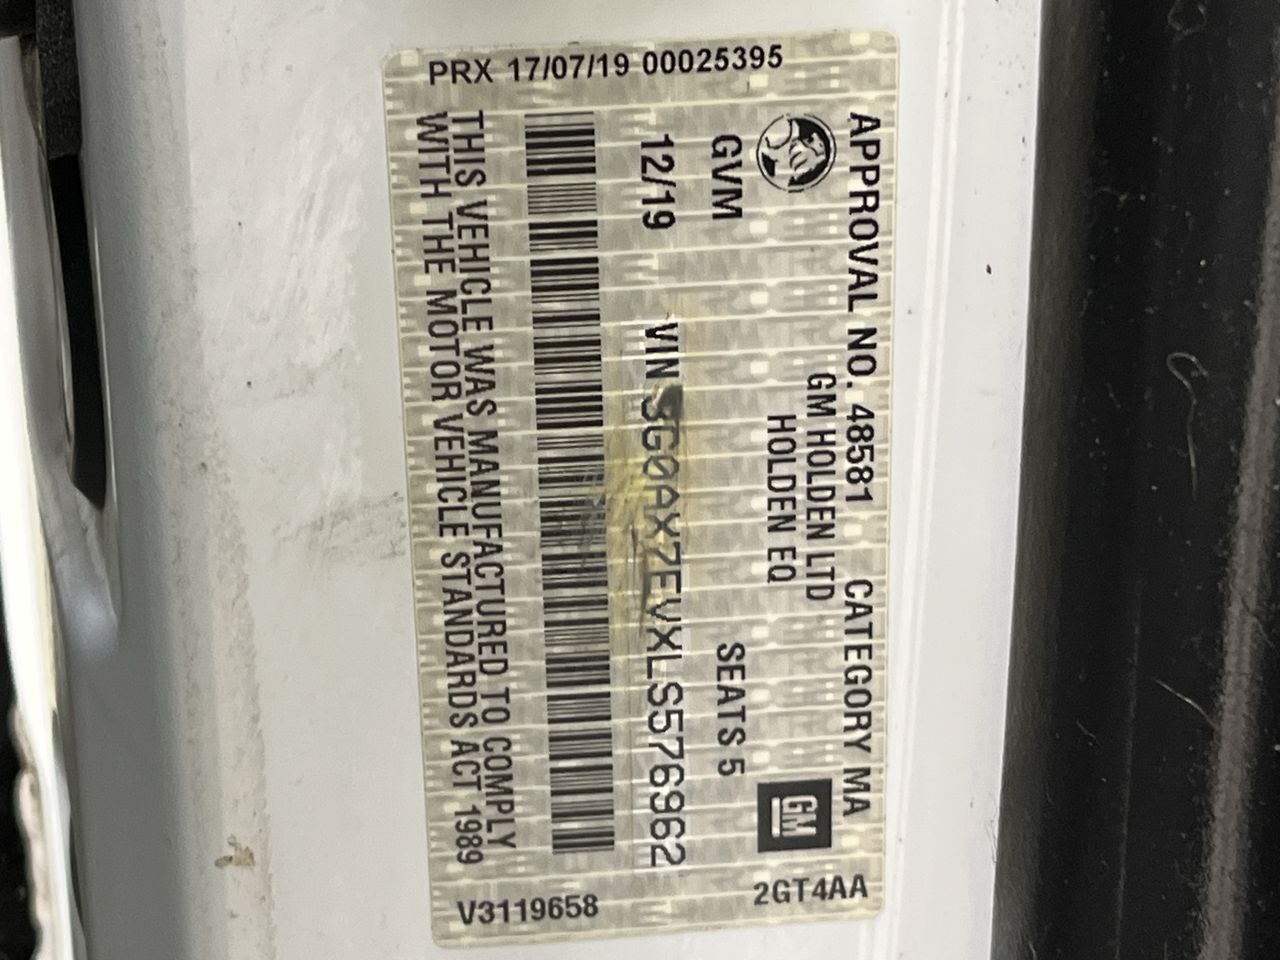 PRX 17/07/19 00025395
APPROVAL NO. 48581 CATEGORY MA
GM HOLDEN LTD
HOLDEN EQ
GM
GVM SEATS 5
12/19 VIN 3G0AX7EVXLS576962
THIS VEHICLE WAS MANUFACTURED TO COMPLY
WITH THE MOTOR VEHICLE STANDARDS ACT 1989
2GT4AA
V3119658